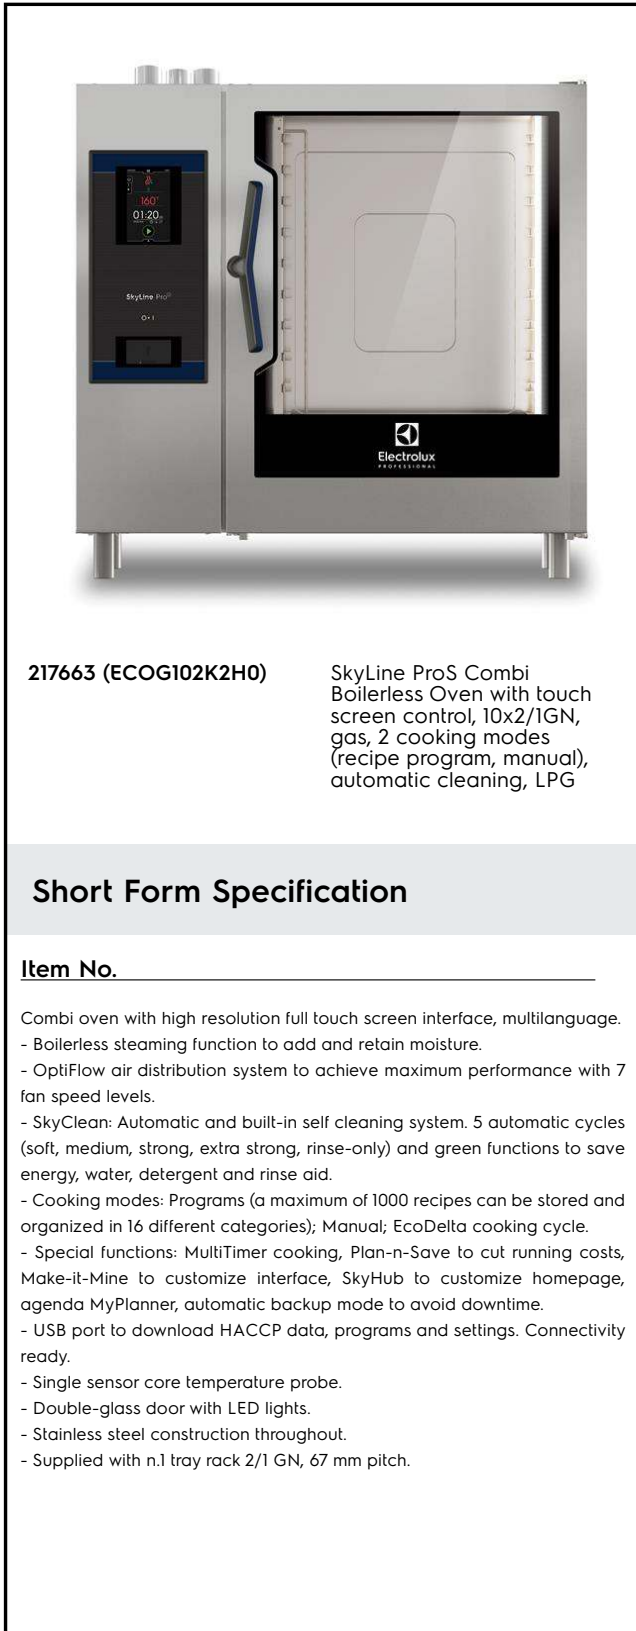 160°
01:20
SkyLine ProS
Electrolux
PROFESSIONAL
217663 (ECOG102K2H0)
SkyLine ProS Combi
Boilerless Oven with touch
screen control, 10x2/1GN,
gas, 2 cooking modes
(recipe program, manual),
automatic cleaning, LPG
Short Form Specification
Item No.
Combi oven with high resolution full touch screen interface, multilanguage.
- Boilerless steaming function to add and retain moisture.
- OptiFlow air distribution system to achieve maximum performance with 7
fan speed levels.
- SkyClean: Automatic and built-in self cleaning system. 5 automatic cycles
(soft, medium, strong, extra strong, rinse-only) and green functions to save
energy, water, detergent and rinse aid.
- Cooking modes: Programs (a maximum of 1000 recipes can be stored and
organized in 16 different categories); Manual; EcoDelta cooking cycle.
- Special functions: MultiTimer cooking, Plan-n-Save to cut running costs,
Make-it-Mine to customize interface, SkyHub to customize homepage,
agenda MyPlanner, automatic backup mode to avoid downtime.
- USB port to download HACCP data, programs and settings. Connectivity
ready.
- Single sensor core temperature probe.
- Double-glass door with LED lights.
- Stainless steel construction throughout.
- Supplied with n.1 tray rack 2/1 GN, 67 mm pitch.